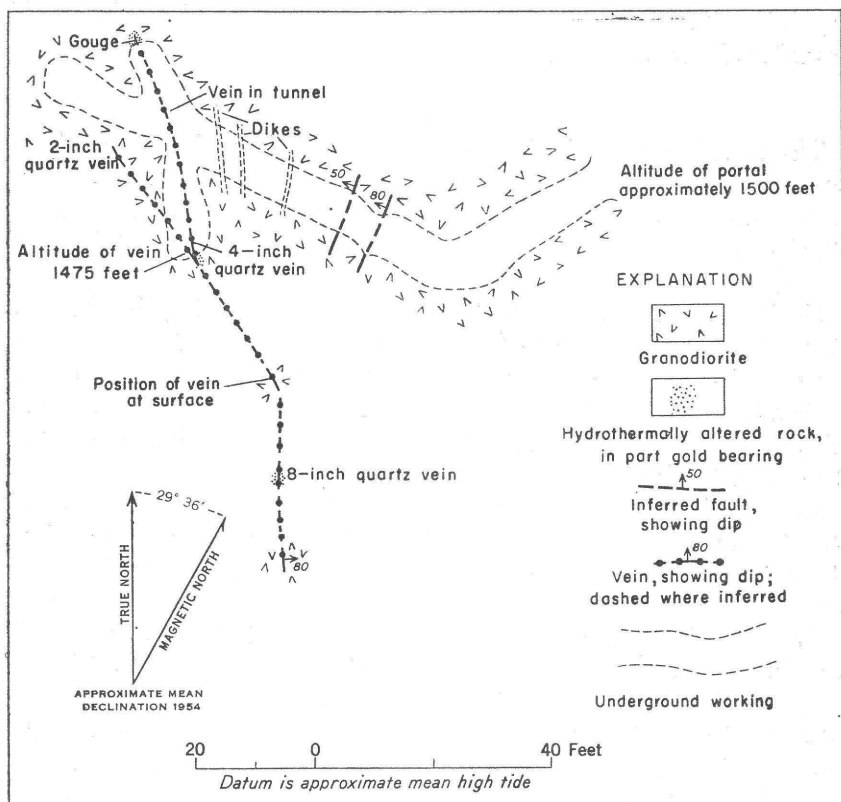 Gouge
Vein in tunnel
Dikes
2-inch
quartz vein
50
80
Altitude of portal
approximately 1500 feet
Altitude of vein
1475 feet
4-inch
quartz vein
Position of vein
at surface
8-inch quartz vein
80
29° 36'
TRUE NORTH
MAGNETIC NORTH
APPROXIMATE MEAN
DECLINATION 1954
EXPLANATION
Granodiorite
Hydrothermally altered rock,
in part gold bearing
50
Inferred fault,
showing dip
80
Vein, showing dip;
dashed where inferred
Underground working
20 0 40 Feet
Datum is approximate mean high tide